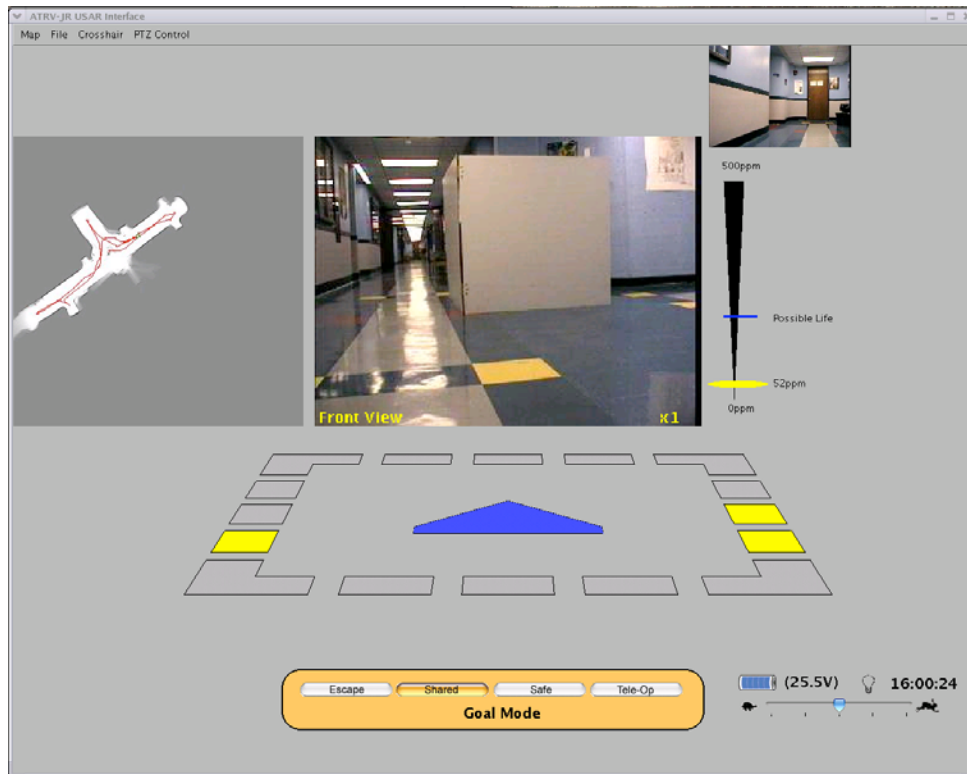 ATRV-JR USAR Interface
Map File Crosshair PTZ Control
500ppm
Possible Life
52ppm
0ppm
Front View x1
Escape Shared Safe Tele-Op
Goal Mode
(25.5V) 16:00:24